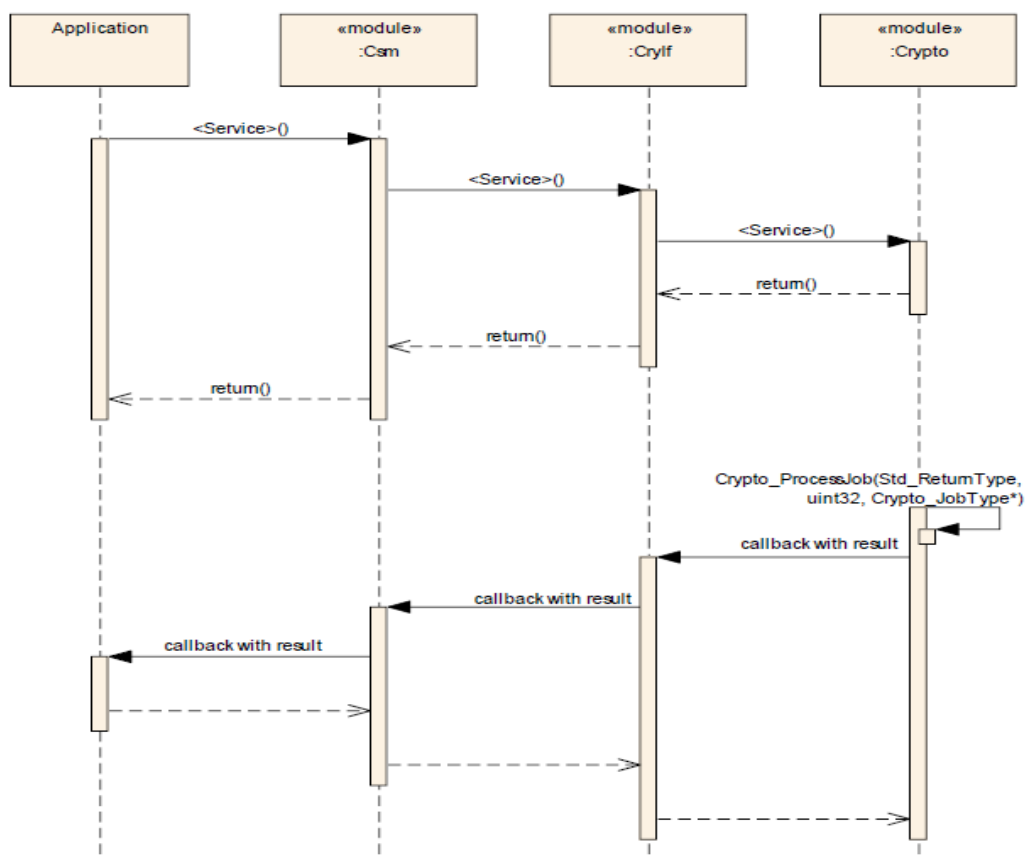 Application
«module»
:Csm
«module»
:CryIf
«module»
:Crypto
<Service>()
<Service>()
<Service>()
return()
return()
return()
Crypto_ProcessJob(Std_ReturnType,
uint32, Crypto_JobType*)
callback with result
callback with result
callback with result